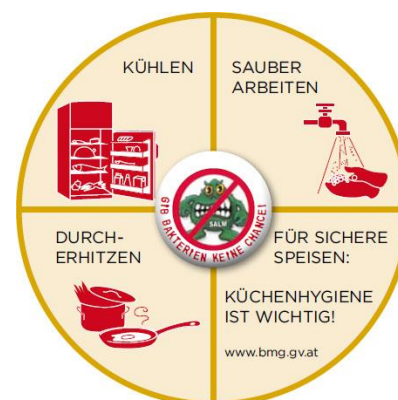 KÜHLEN
SAUBER
ARBEITEN
GIB BAKTERIEN KEINE CHANCE!
SALM
DURCH-
ERHITZEN
FÜR SICHERE
SPEISEN:
KÜCHENHYGIENE
IST WICHTIG!
www.bmg.gv.at